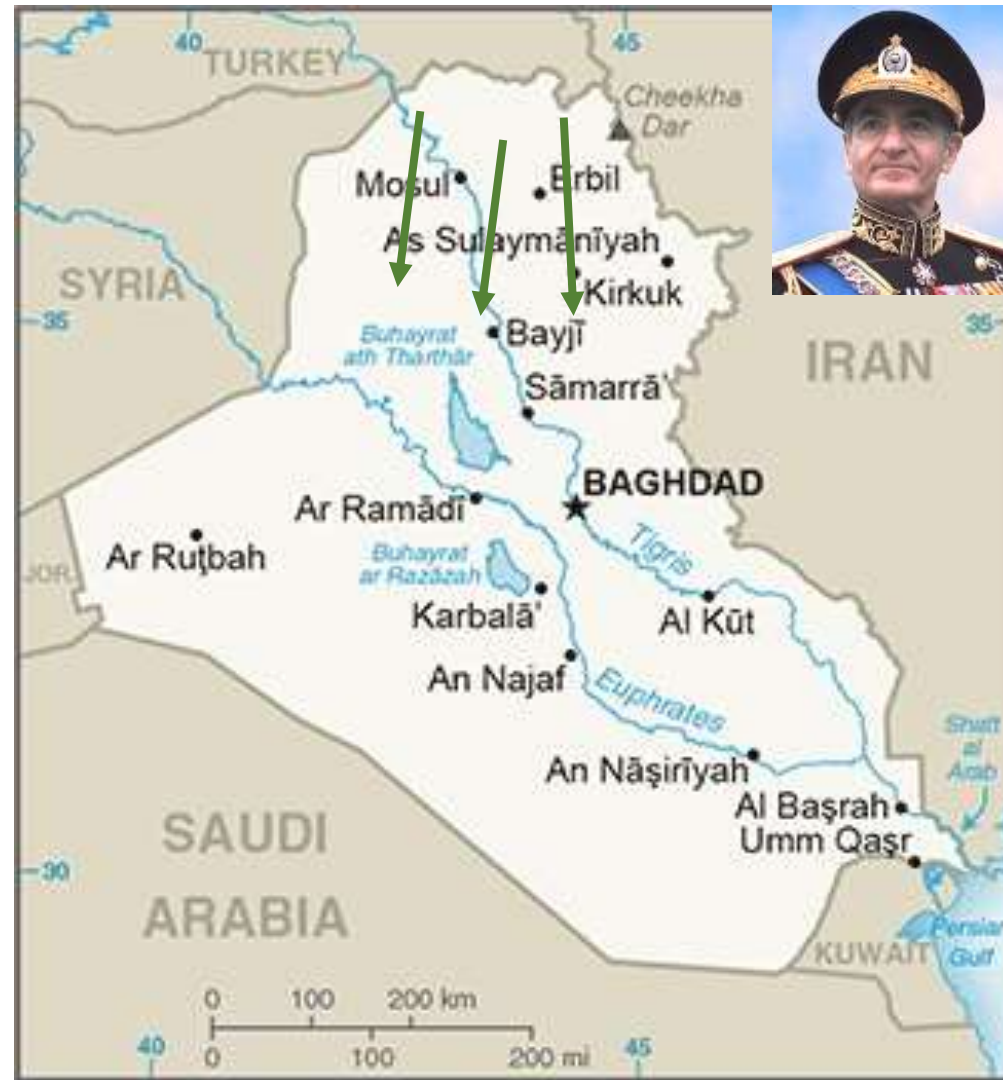 40
TURKEY
45
Cheekha
Dar
Mosul
Erbil
As Sulaymānīyah
SYRIA
Kirkuk
35
Buhayrat
ath Tharthār
Bayjī
35
IRAN
Sāmarrā'
BAGHDAD
Ar Ramādī
Ar Ruţbah
Tigris
JOR.
Buhayrat
ar Razāzah
Karbalā'
Al Kūt
An Najaf
Euphrates
Shatt
al
Arab
An Nāşirīyah
Al Başrah
Umm Qaşr
SAUDI
ARABIA
30
KUWAIT
Persian
Gulf
0 100 200 km
0 100 200 mi
40
45